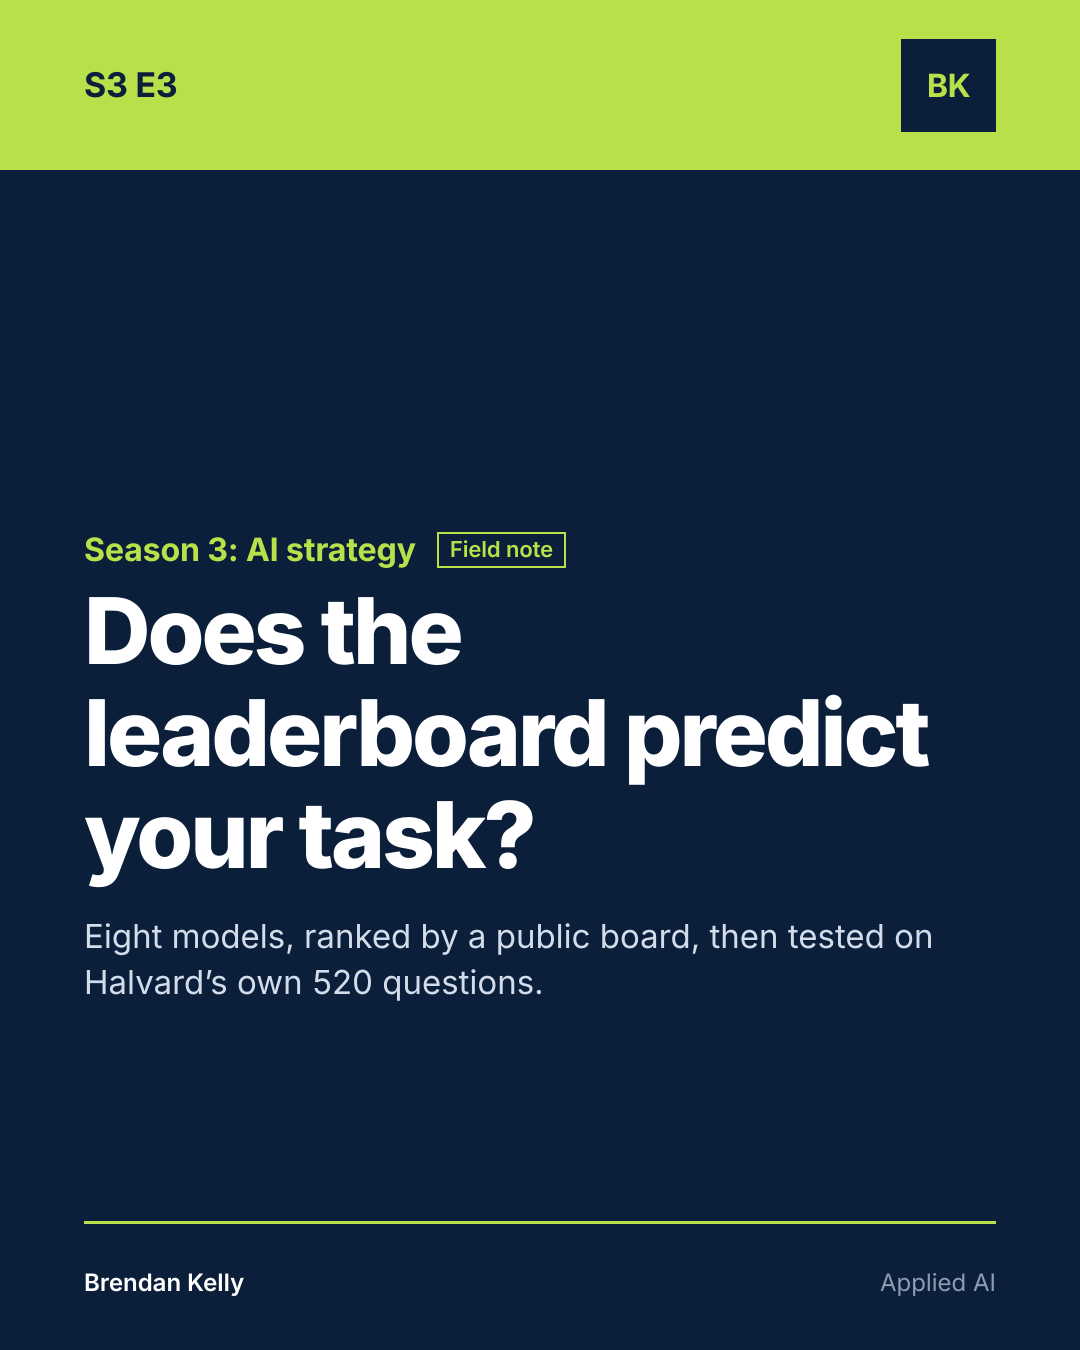 S3 E3
BK
Season 3: AI strategy
Field note
Does the
leaderboard predict
your task?
Eight models, ranked by a public board, then tested on
Halvard’s own 520 questions.
Brendan Kelly
Applied AI